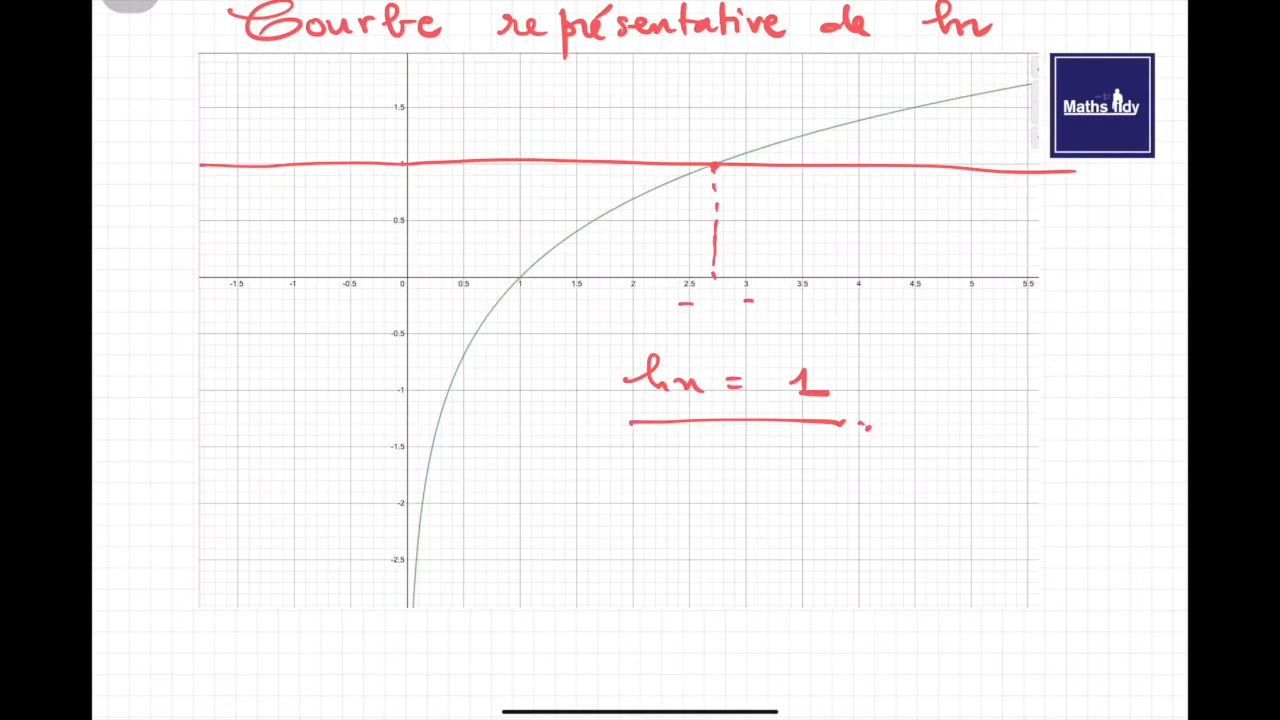 Courbe représentative de ln
Maths Tidy
1.5
1
0.5
-1.5 -1 -0.5 0 0.5 1 1.5 2 2.5 3 3.5 4 4.5 5 5.5
-0.5
ln x = 1
-1
-1.5
-2
-2.5